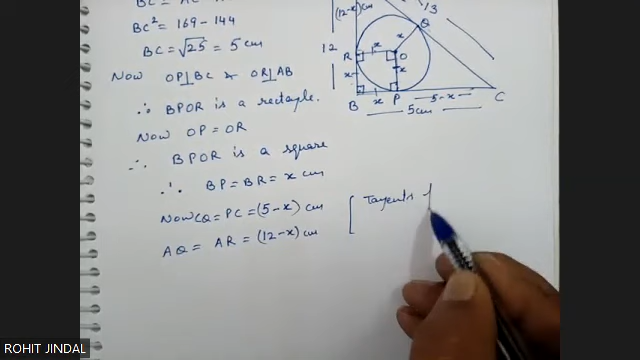 BC² = 169 - 144
BC = √25 = 5 cm
Now OP⊥BC & OR⊥AB
∴ BPOR is a rectangle.
Now OP = OR
∴ BPOR is a square
∴ BP = BR = x cm
Now CQ = PC = (5-x) cm
AQ = AR = (12-x) cm
[ Tangents
(12-x) cm
13
Q
12
R
x
x
O
x
x
B
x
P
5-x
C
5cm
ROHIT JINDAL